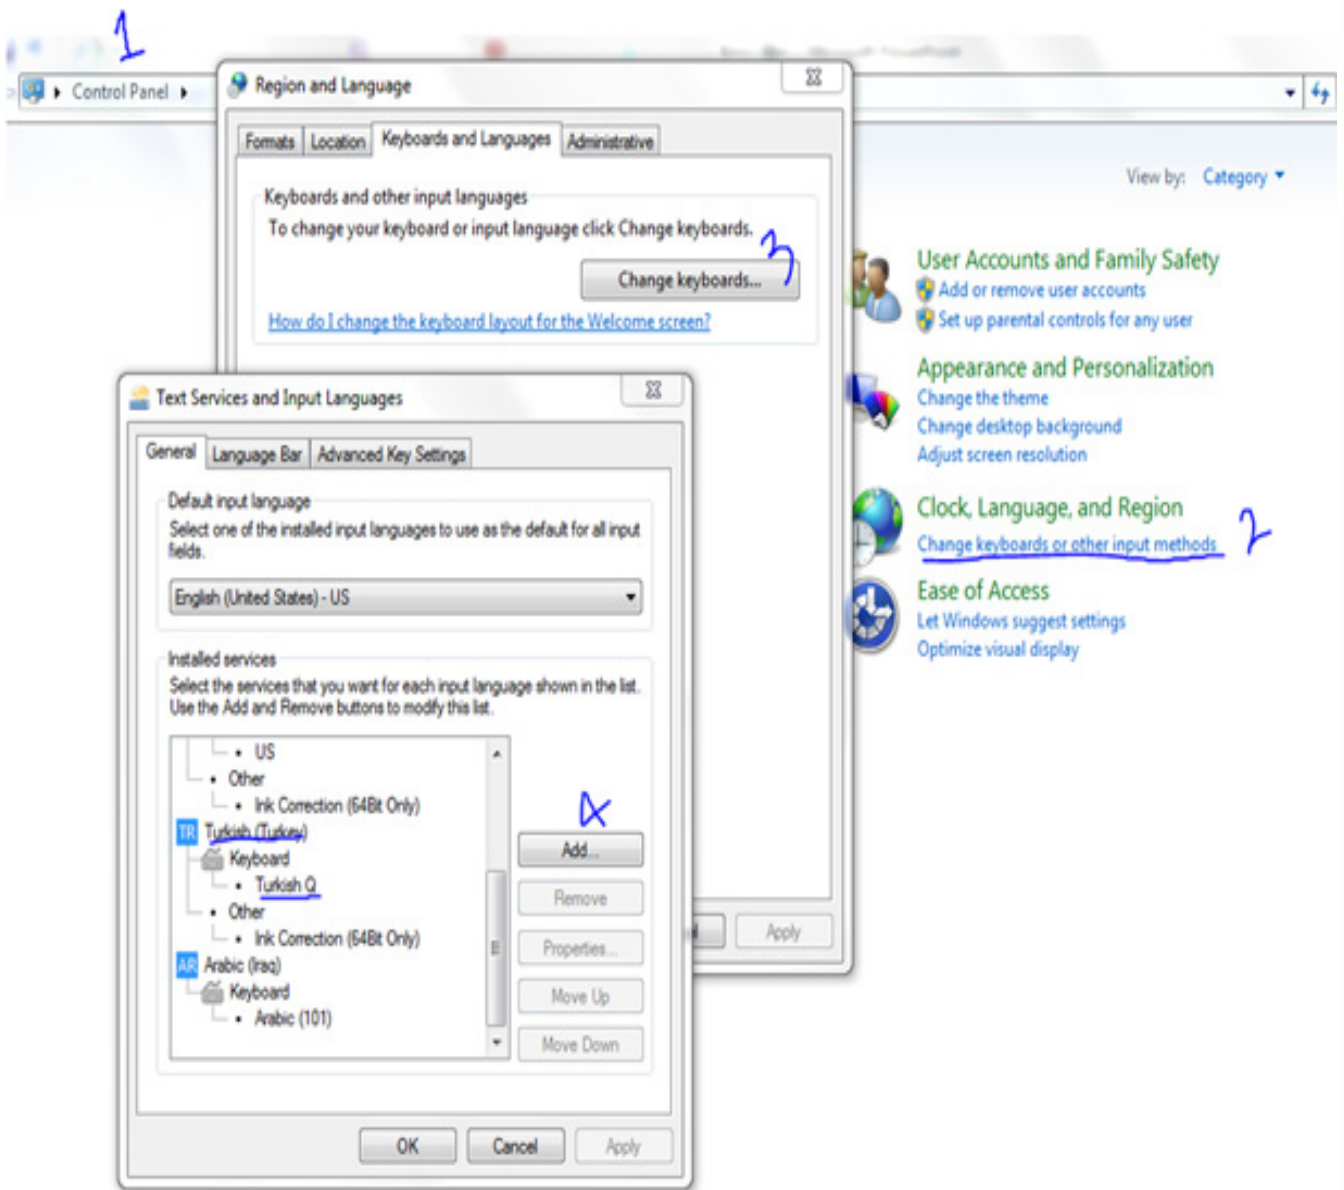 1
Control Panel
Region and Language
Formats Location Keyboards and Languages Administrative
Keyboards and other input languages
To change your keyboard or input language click Change keyboards.
3
Change keyboards...
How do I change the keyboard layout for the Welcome screen?
Apply
View by: Category
User Accounts and Family Safety
Add or remove user accounts
Set up parental controls for any user
Appearance and Personalization
Change the theme
Change desktop background
Adjust screen resolution
Clock, Language, and Region
2
Change keyboards or other input methods
Ease of Access
Let Windows suggest settings
Optimize visual display
Text Services and Input Languages
General Language Bar Advanced Key Settings
Default input language
Select one of the installed input languages to use as the default for all input
fields.
English (United States) - US
Installed services
Select the services that you want for each input language shown in the list.
Use the Add and Remove buttons to modify this list.
US
Other
Ink Correction (64Bit Only)
TR Turkish (Turkey)
Keyboard
Turkish Q
Other
Ink Correction (64Bit Only)
AR Arabic (Iraq)
Keyboard
Arabic (101)
4
Add...
Remove
Properties...
Move Up
Move Down
OK Cancel Apply